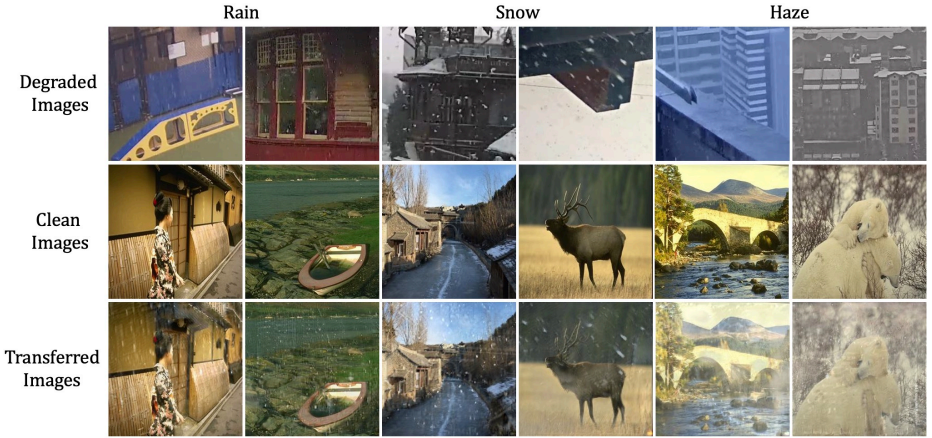 Rain Snow Haze
Degraded
Images
Clean
Images
Transferred
Images